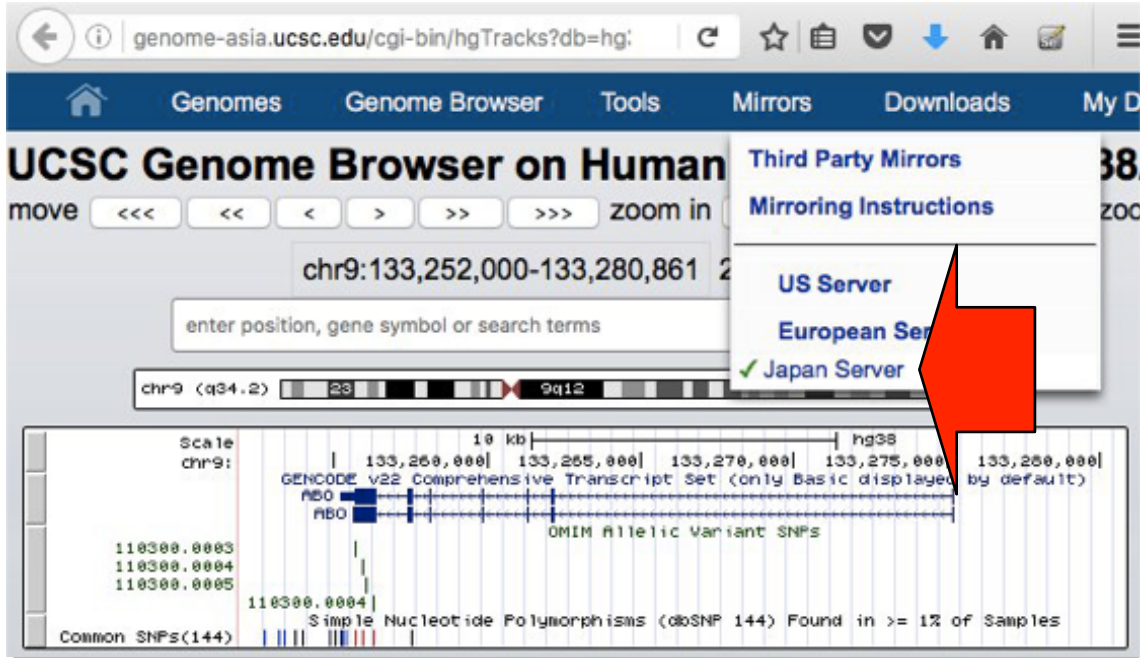 genome-asia.ucsc.edu/cgi-bin/hgTracks?db=hg
Genomes Genome Browser Tools Mirrors Downloads My D
UCSC Genome Browser on Human
move <<< << < > >> >>> zoom in
Third Party Mirrors
Mirroring Instructions
US Server
European Ser
✓ Japan Server
chr9:133,252,000-133,280,861
enter position, gene symbol or search terms
chr9 (q34.2) 23 9q12
Scale 10 kb hg38
chr9: 133,260,000| 133,265,000| 133,270,000| 133,275,000 133,280,000|
GENCODE v22 Comprehensive Transcript Set (only Basic displayed by default)
ABO
ABO
OMIM Allelic Variant SNPs
110300.0003
110300.0004
110300.0005
110300.0004
Simple Nucleotide Polymorphisms (dbSNP 144) Found in >= 1% of Samples
Common SNPs(144)